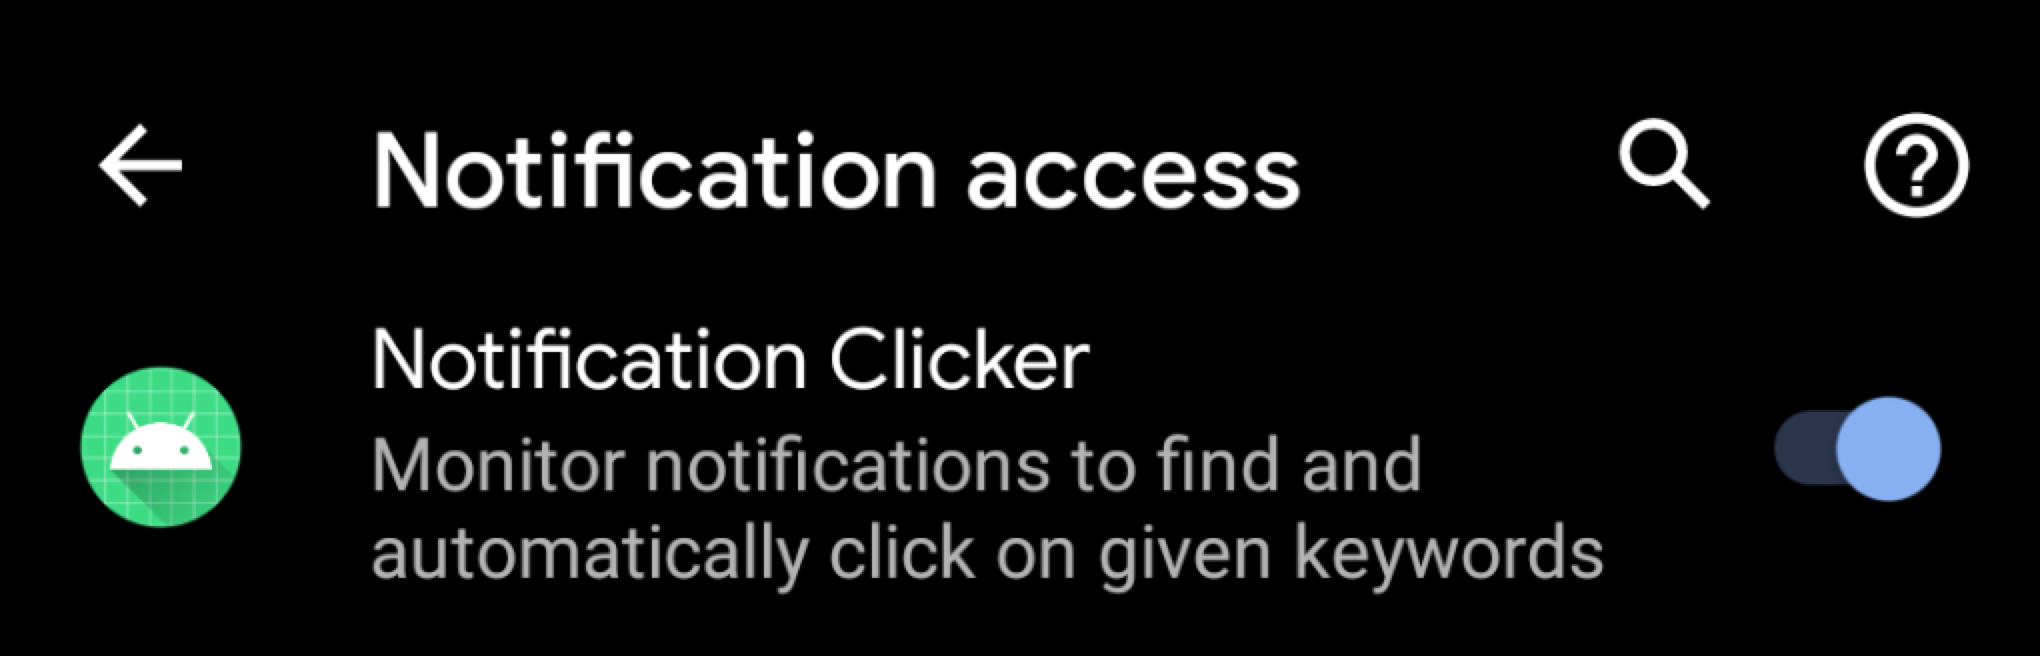 Notification access
Notification Clicker
Monitor notifications to find and
automatically click on given keywords